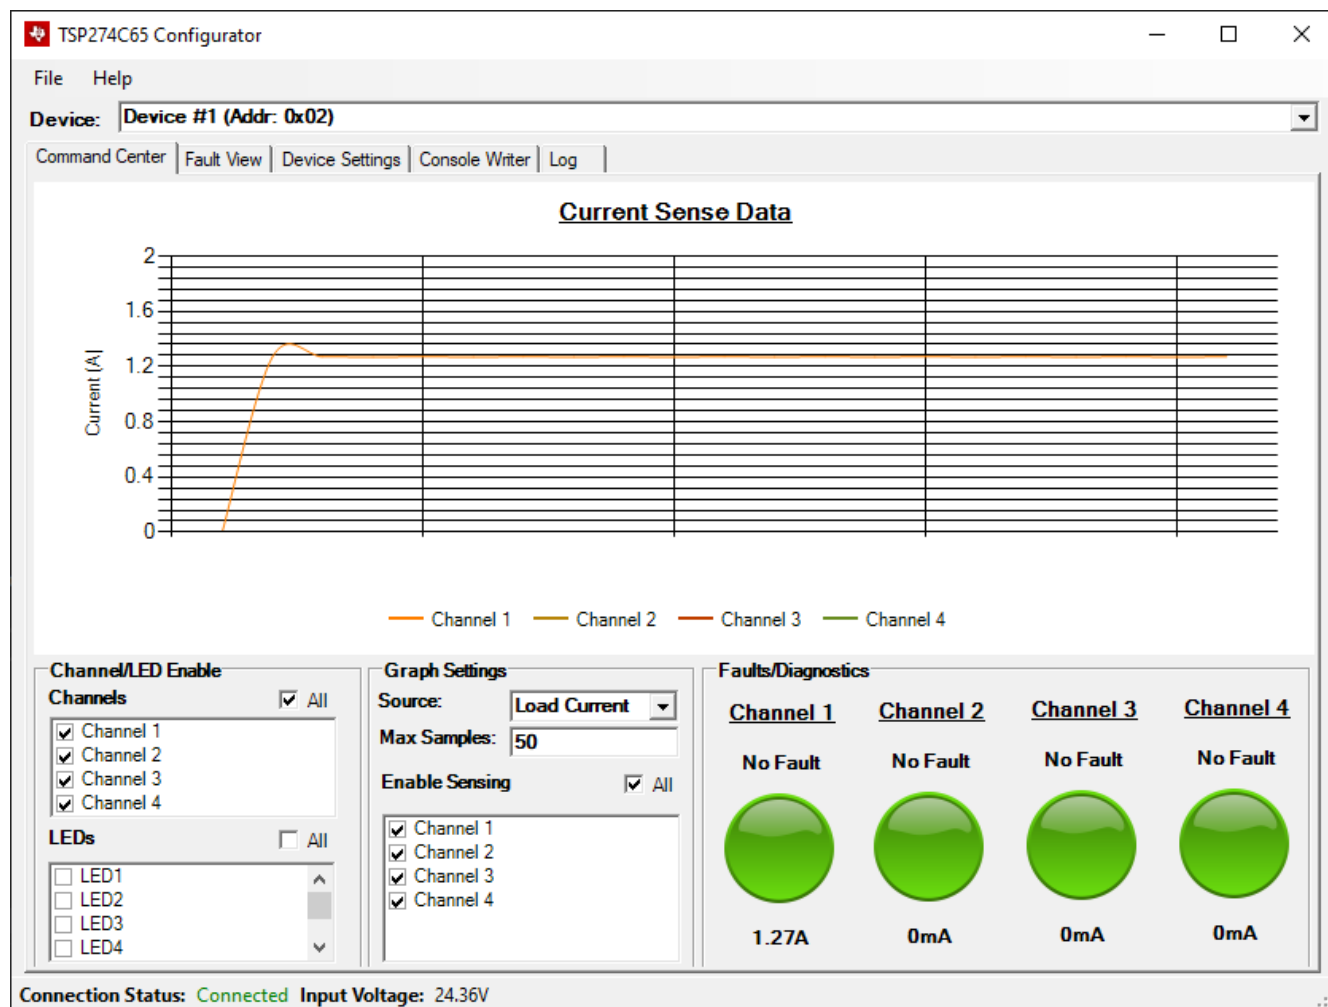 TSP274C65 Configurator
File Help
Device: Device #1 (Addr: 0x02)
Command Center Fault View Device Settings Console Writer Log
Current Sense Data
2
1.6
1.2
0.8
0.4
0
Current (A)
Channel 1 Channel 2 Channel 3 Channel 4
Channel/LED Enable
Channels All
Channel 1
Channel 2
Channel 3
Channel 4
LEDs All
LED1
LED2
LED3
LED4
Graph Settings
Source: Load Current
Max Samples: 50
Enable Sensing All
Channel 1
Channel 2
Channel 3
Channel 4
Faults/Diagnostics
Channel 1 Channel 2 Channel 3 Channel 4
No Fault No Fault No Fault No Fault
1.27A 0mA 0mA 0mA
Connection Status: Connected Input Voltage: 24.36V